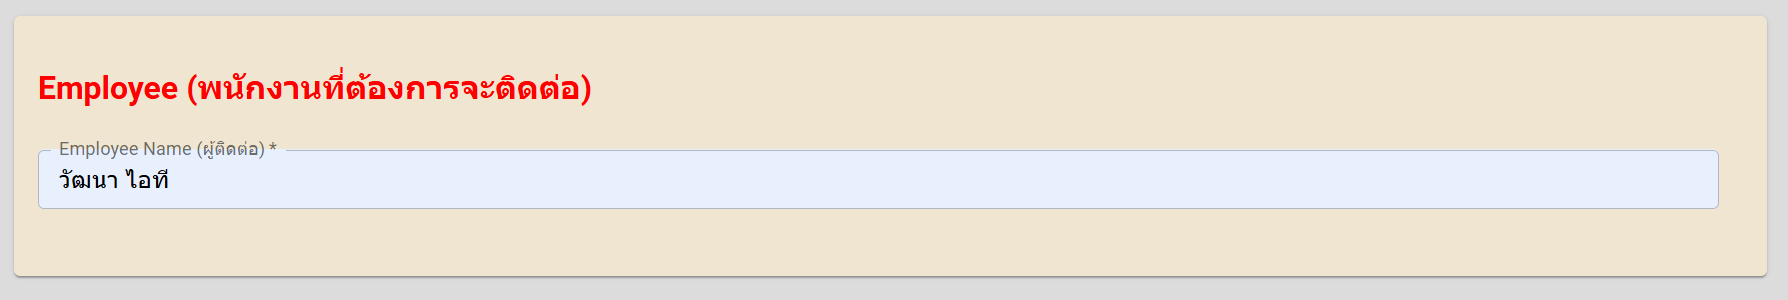 Employee (พนักงานที่ต้องการจะติดต่อ)
Employee Name (ผู้ติดต่อ) *
วัฒนา ไอที